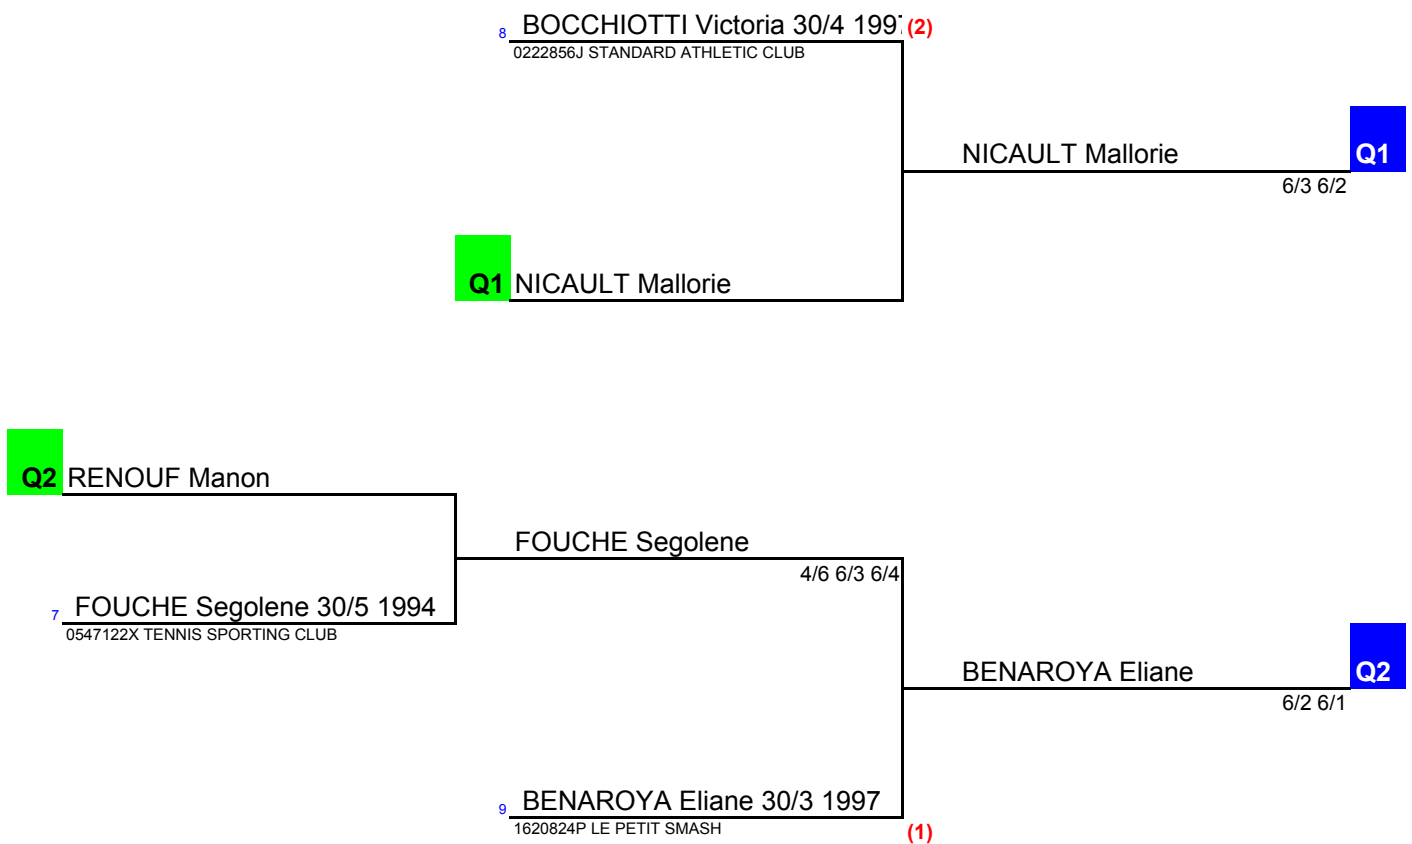 8 BOCCHIOTTI Victoria 30/4 1997 (2)
0222856J STANDARD ATHLETIC CLUB
NICAULT Mallorie Q1
6/3 6/2
Q1 NICAULT Mallorie
Q2 RENOUF Manon
FOUCHE Segolene
4/6 6/3 6/4
7 FOUCHE Segolene 30/5 1994
0547122X TENNIS SPORTING CLUB
BENAROYA Eliane Q2
6/2 6/1
9 BENAROYA Eliane 30/3 1997
1620824P LE PETIT SMASH (1)